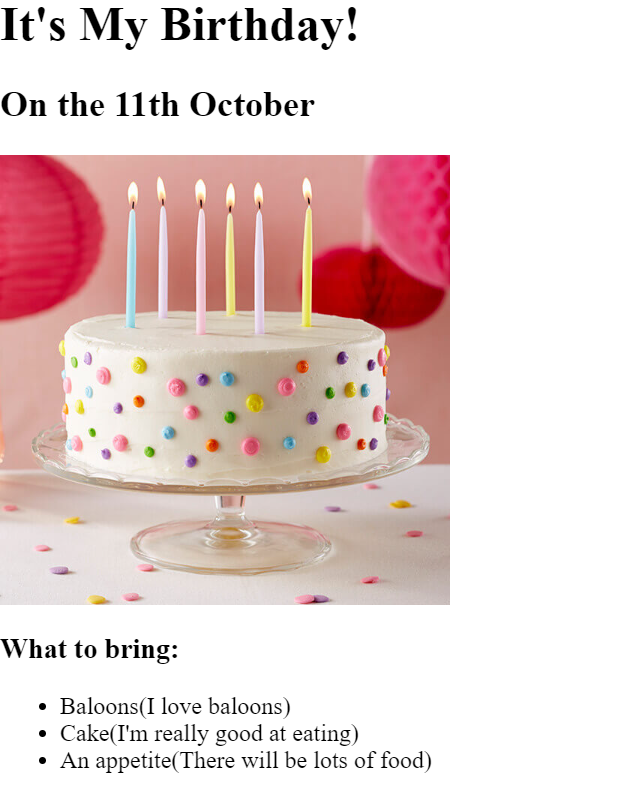 It's My Birthday!
On the 11th October
What to bring:
Baloons(I love baloons)
Cake(I'm really good at eating)
An appetite(There will be lots of food)